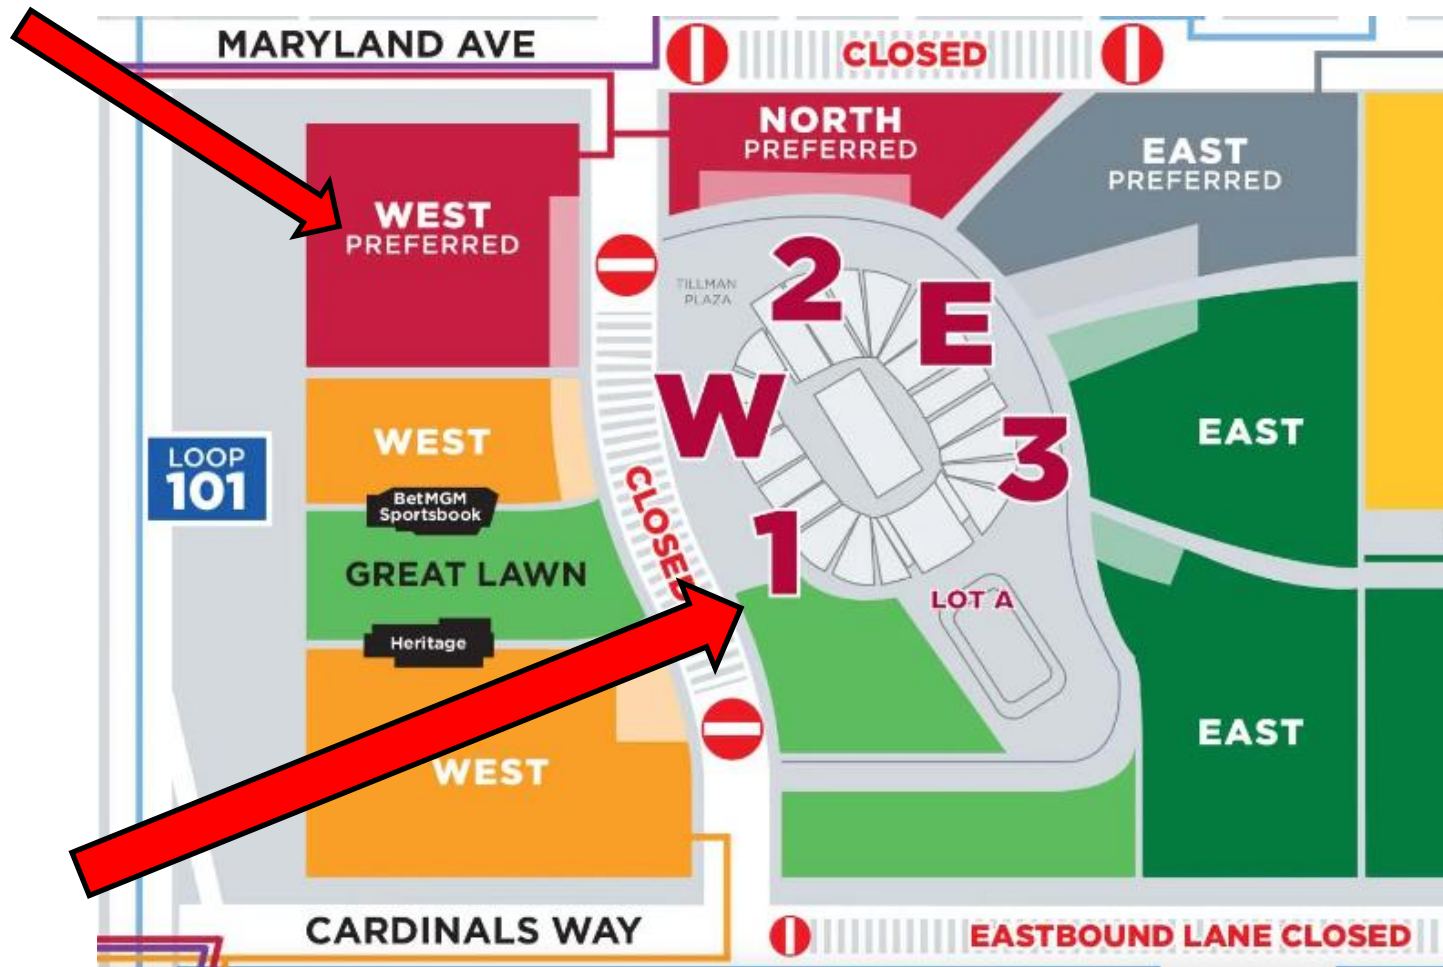 MARYLAND AVE
CLOSED
NORTH
PREFERRED
EAST
PREFERRED
WEST
PREFERRED
TILLMAN
PLAZA
2
E
W
3
1
WEST
LOOP
101
BetMGM
Sportsbook
CLOSED
EAST
GREAT LAWN
LOT A
Heritage
WEST
EAST
CARDINALS WAY
EASTBOUND LANE CLOSED